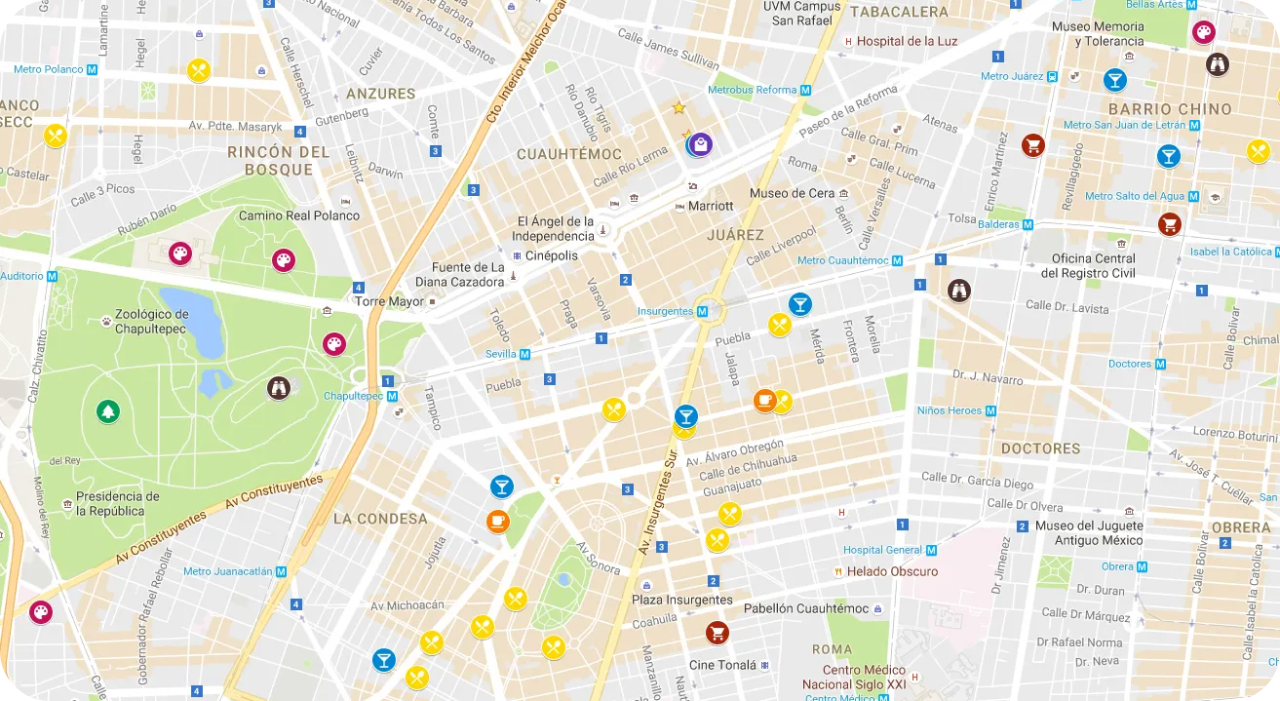 UVM Campus
San Rafael
TABACALERA
Bellas Artes
Museo Memoria
y Tolerancia
Hospital de la Luz
Calle James Sullivan
Cto. Interior Melchor Oca
Todos Los Santos
Lamartine
Hegel
Calle Herschel
Cuvier
Metro Polanco
ANZURES
Gutenberg
Av. Pdte. Masaryk
4
ANCO
SECC
Comte
3
Leibnitz
Darwin
RINCÓN DEL
BOSQUE
Hegel
Castelar
Calle 3 Picos
Rubén Darío
Camino Real Polanco
Río Tigris
Río Danubio
CUAUHTÉMOC
Calle Río Lerma
Metrobus Reforma
Paseo de la Reforma
Metro Juárez
1
BARRIO CHINO
Metro San Juan de Letrán
Atenas
Calle Gral. Prim
Calle Lucerna
Roma
Enrico Martínez
Revillagigedo
Museo de Cera
Metro Salto del Agua
Marriott
El Ángel de la
Independencia
Cinépolis
JUÁREZ
Berlín
Calle Versalles
Tolsa
Balderas
Calle Liverpool
Isabel la Católica
Metro Cuauhtémoc
Oficina Central
del Registro Civil
Fuente de La
Diana Cazadora
Auditorio
Torre Mayor
Zoológico de
Chapultepec
Varsovia
Praga
Toledo
Insurgentes
Sevilla
Puebla
Puebla
Jalapa
Mérida
Frontera
Morelia
Calle Dr. Lavista
Calle Bolivar
Chimal
Doctores
Dr. J. Navarro
Niños Heroes
Calz. Chivatito
Chapultepec
Tampico
DOCTORES
Lorenzo Boturini
Av. José T. Cuéllar
Av. Álvaro Obregón
Calle de Chihuahua
Guanajuato
Av. Insurgentes Sur
Calle Dr. García Diego
Calle Dr Olvera
del Rey
Molino del Rey
Presidencia de
la República
Av Constituyentes
Av Constituyentes
LA CONDESA
Jojutla
Av Sonora
Museo del Juguete
Antiguo México
OBRERA
Hospital General
Helado Obscuro
Dr Jimenez
Obrera
Calle Bolivar
Calle Isabel la Catolica
Metro Juanacatlán
Gobernador Rafael Rebollar
Av Michoacán
Plaza Insurgentes
Coahuila
Pabellón Cuauhtémoc
Dr. Duran
Calle Dr Márquez
Dr Rafael Norma
Dr. Neva
Manzanillo
Cine Tonalá
ROMA
Centro Médico
Nacional Siglo XXI
Centro Médico
Calle